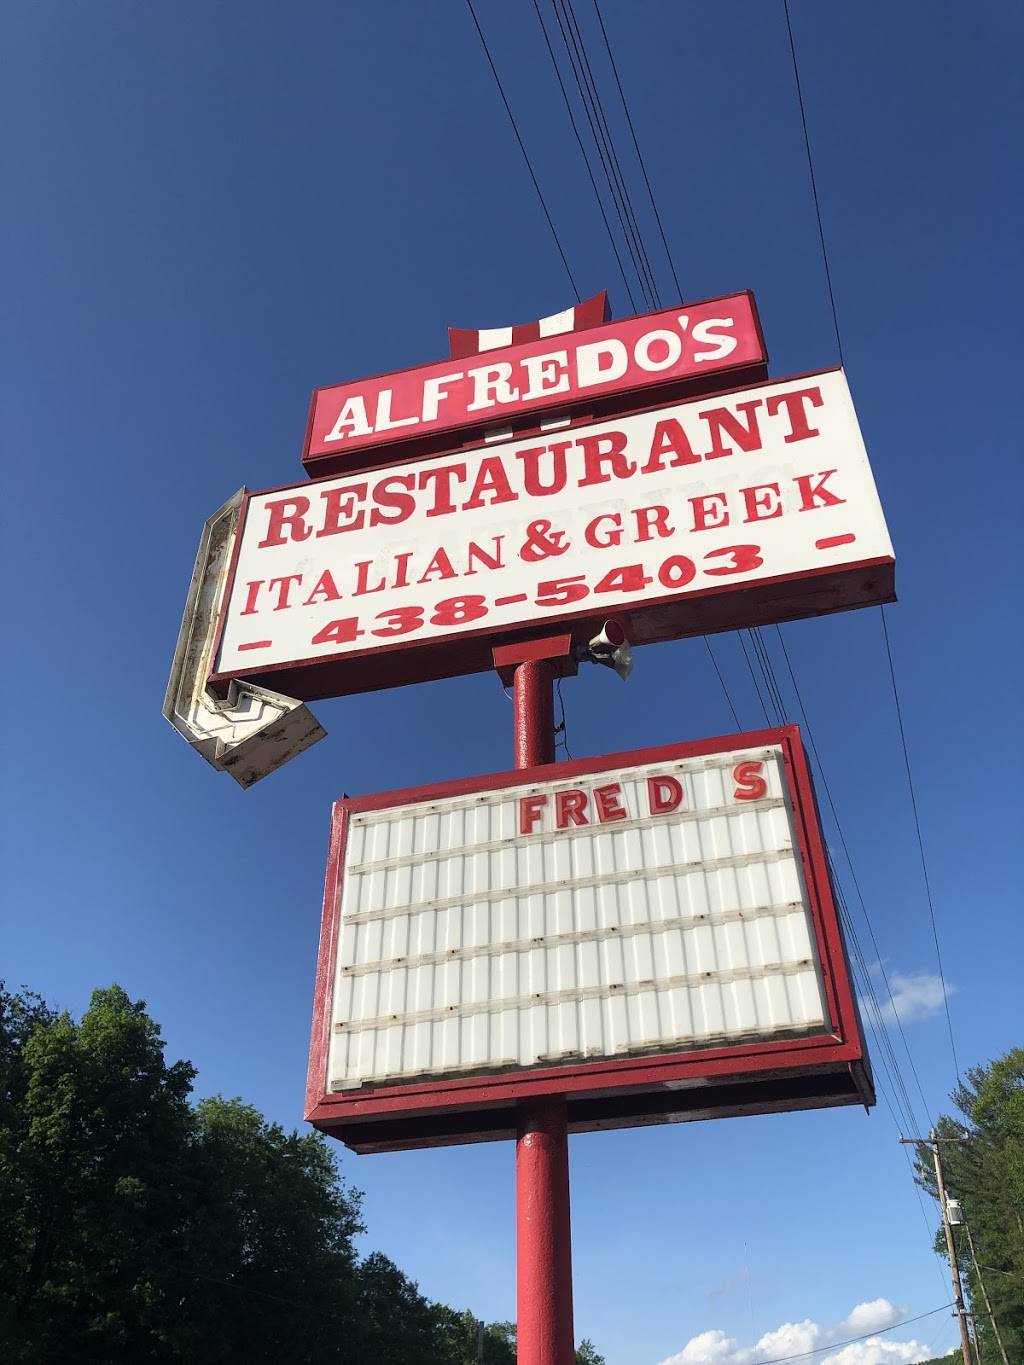 ALFREDO'S
RESTAURANT
ITALIAN & GREEK
- 438-5403 -
FRED S